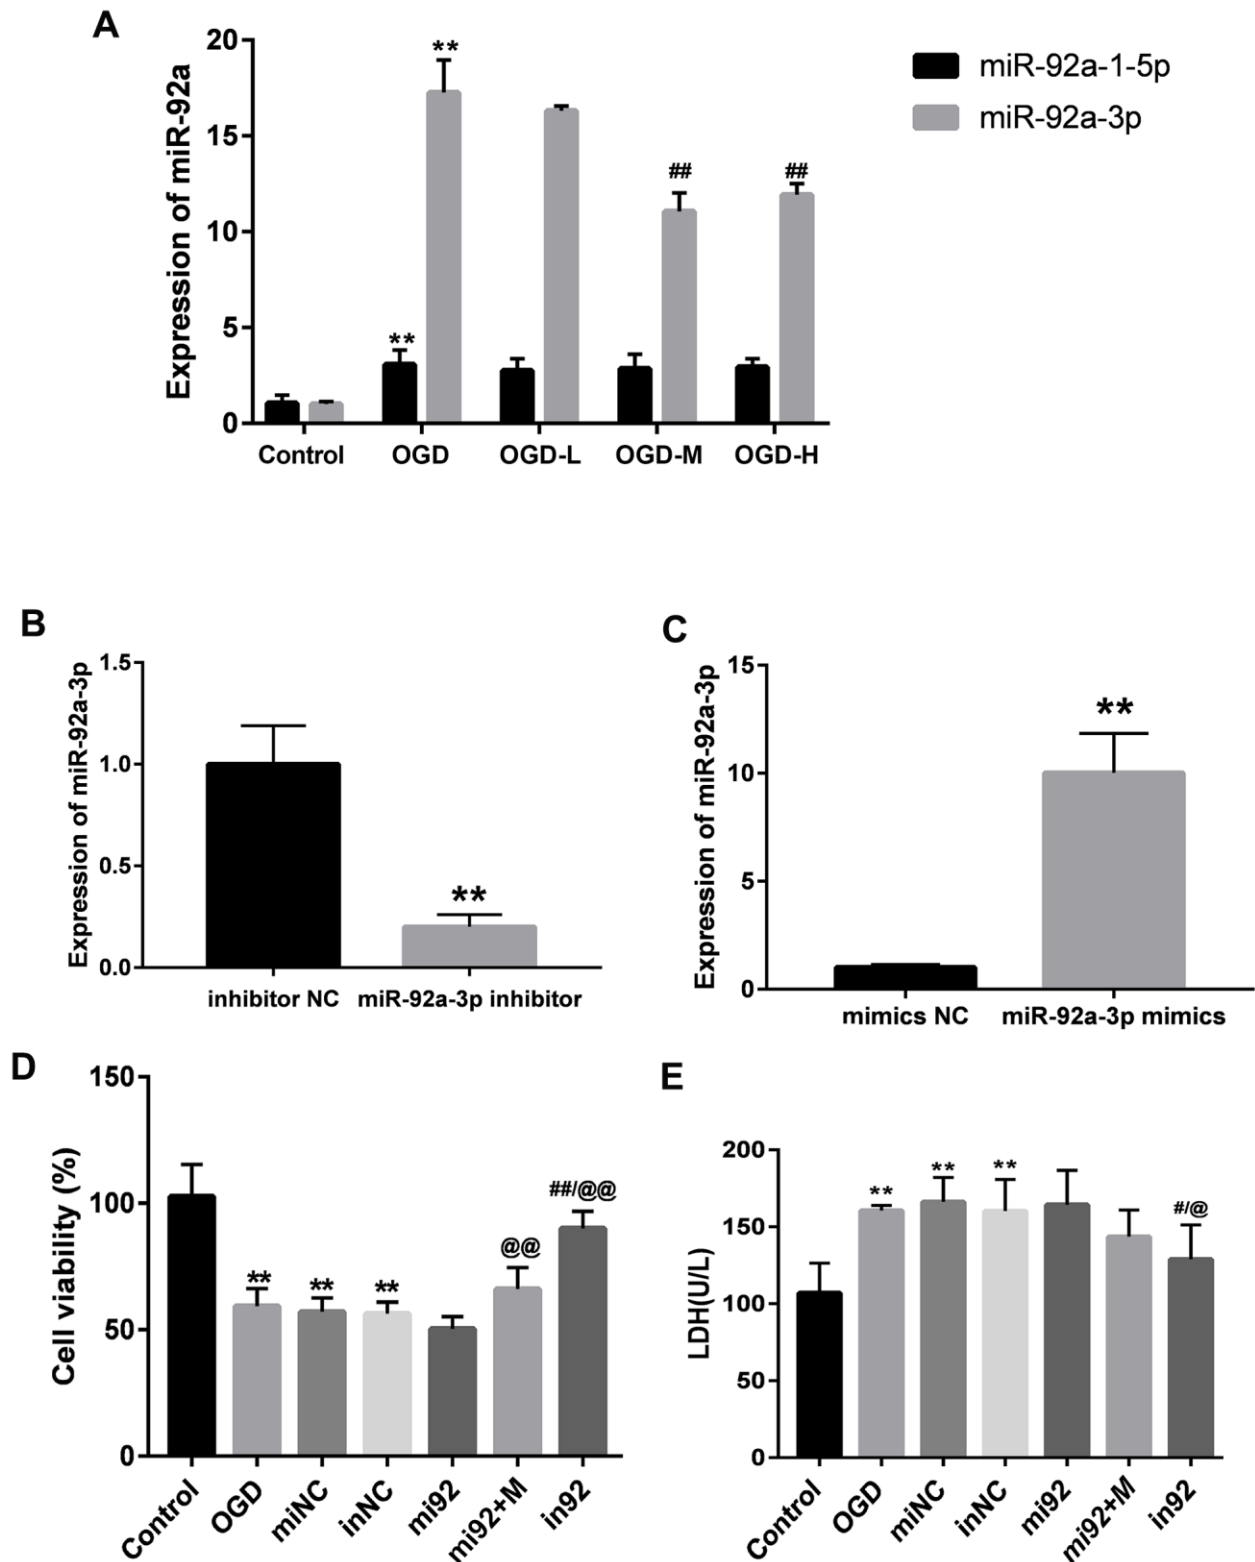 A
Expression of miR-92a
20
15
10
5
0
**
**
##
##
Control
OGD
OGD-L
OGD-M
OGD-H
miR-92a-1-5p
miR-92a-3p
B
Expression of miR-92a-3p
1.5
1.0
0.5
0.0
**
inhibitor NC
miR-92a-3p inhibitor
C
Expression of miR-92a-3p
15
10
5
0
**
mimics NC
miR-92a-3p mimics
D
Cell viability (%)
150
100
50
0
**
**
**
@@
##/@@
Control
OGD
miNC
inNC
mi92
mi92+M
in92
E
LDH(U/L)
200
150
100
50
0
**
**
**
#/@
Control
OGD
miNC
inNC
mi92
mi92+M
in92